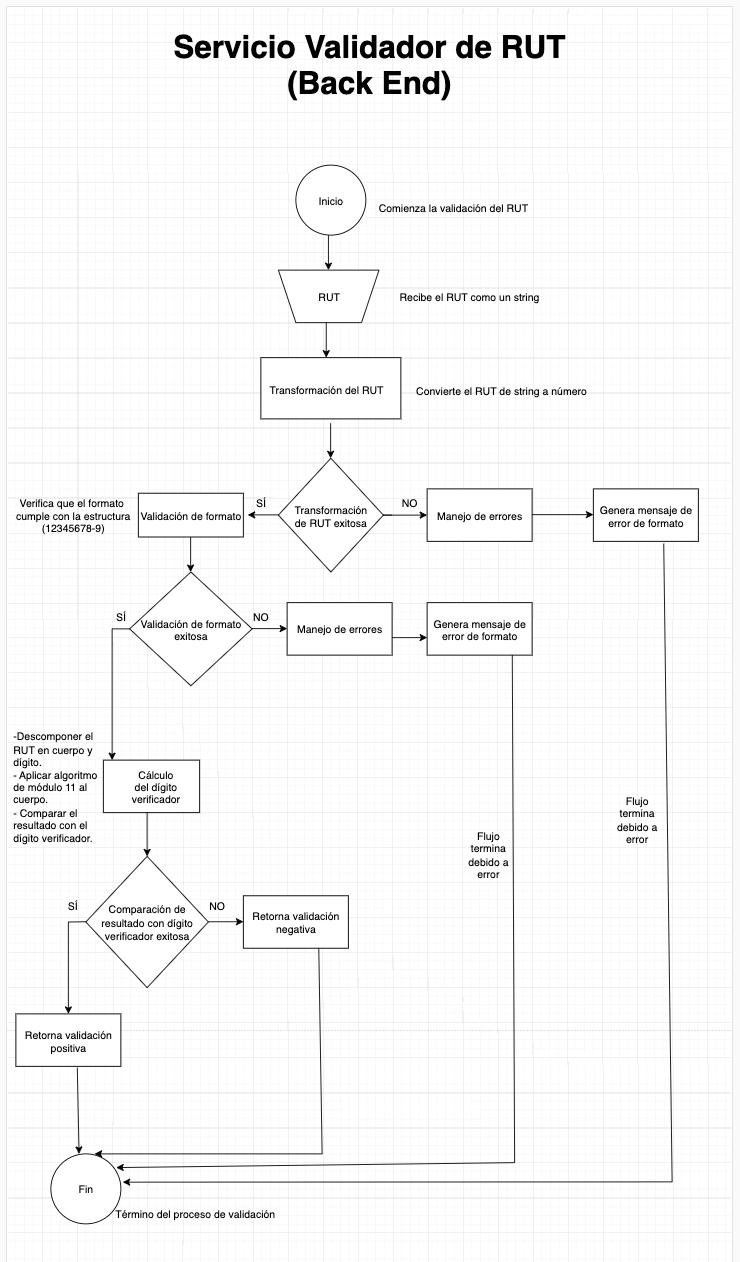 Servicio Validador de RUT
(Back End)
Inicio
Comienza la validación del RUT
RUT
Recibe el RUT como un string
Transformación del RUT
Convierte el RUT de string a número
Transformación
de RUT exitosa
SÍ
NO
Verifica que el formato
cumple con la estructura
(12345678-9)
Validación de formato
Manejo de errores
Genera mensaje de
error de formato
Validación de formato
exitosa
SÍ
NO
Manejo de errores
Genera mensaje de
error de formato
-Descomponer el
RUT en cuerpo y
dígito.
- Aplicar algoritmo
de módulo 11 al
cuerpo.
- Comparar el
resultado con el
dígito verificador.
Cálculo
del dígito
verificador
Flujo
termina
debido a
error
Flujo
termina
debido a
error
Comparación de
resultado con dígito
verificador exitosa
SÍ
NO
Retorna validación
negativa
Retorna validación
positiva
Fin
Término del proceso de validación